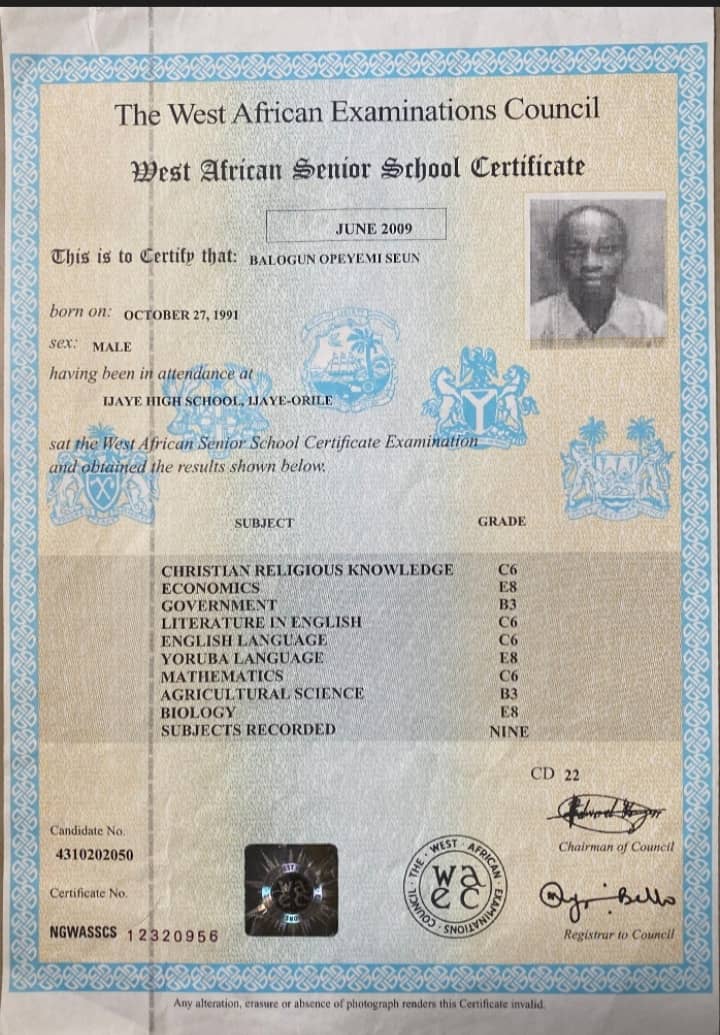 The West African Examinations Council
West African Senior School Certificate
JUNE 2009
This is to Certify that: BALOGUN OPEYEMI SEUN
born on: OCTOBER 27, 1991
sex: MALE
having been in attendance at
IJAYE HIGH SCHOOL, IJAYE-ORILE
sat the West African Senior School Certificate Examination
and obtained the results shown below.
SUBJECT GRADE
CHRISTIAN RELIGIOUS KNOWLEDGE C6
ECONOMICS E8
GOVERNMENT B3
LITERATURE IN ENGLISH C6
ENGLISH LANGUAGE C6
YORUBA LANGUAGE E8
MATHEMATICS C6
AGRICULTURAL SCIENCE B3
BIOLOGY E8
SUBJECTS RECORDED NINE
CD 22
Chairman of Council
Candidate No.
4310202050
Certificate No.
NGWASSCS 12320956
THE · WEST · AFRICAN · EXAMINATIONS · COUNCIL ·
waec
Bello
Registrar to Council
Any alteration, erasure or absence of photograph renders this Certificate invalid.